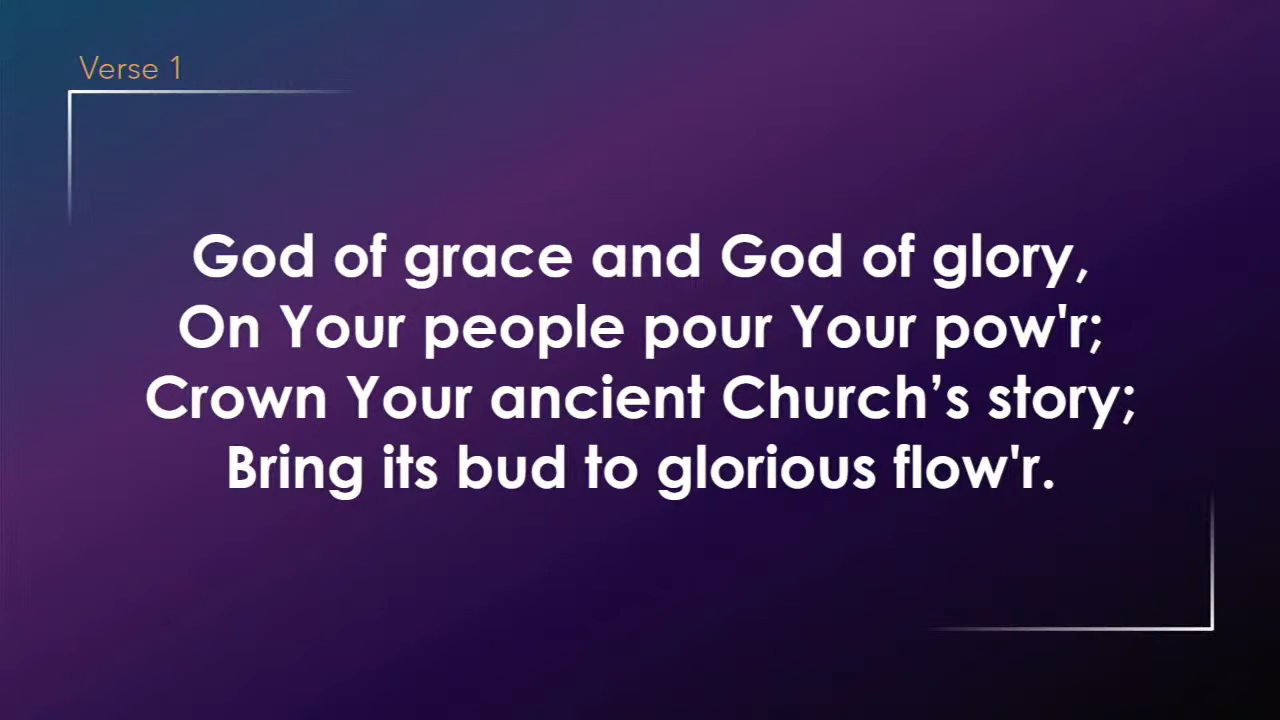 Verse 1
God of grace and God of glory,
On Your people pour Your pow'r;
Crown Your ancient Church’s story;
Bring its bud to glorious flow'r.